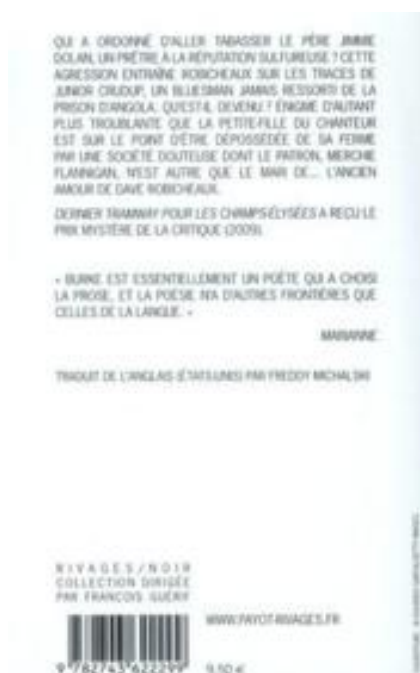 QUI A ORDONNÉ D'ALLER TABASSER LE PÈRE JIMMIE
DOLAN, UN PRÊTRE À LA RÉPUTATION SULFUREUSE ? CETTE
AGRESSION ENTRAÎNE ROBICHEAUX SUR LES TRACES DE
JUNIOR CRUDUP, UN BLUESMAN JAMAIS RESSORTI DE LA
PRISON D'ANGOLA. QU'EST-IL DEVENU ? ÉNIGME D'AUTANT
PLUS TROUBLANTE QUE LA PETITE-FILLE DU CHANTEUR
EST SUR LE POINT D'ÊTRE DÉPOSSÉDÉE DE SA FERME
PAR UNE SOCIÉTÉ DOUTEUSE DONT LE PATRON, MERCHIE
FLANNIGAN, N'EST AUTRE QUE LE MARI DE... L'ANCIEN
AMOUR DE DAVE ROBICHEAUX.
DERNIER TRAMWAY POUR LES CHAMPS-ÉLYSÉES A REÇU LE
PRIX MYSTÈRE DE LA CRITIQUE (2009).
« BURKE EST ESSENTIELLEMENT UN POÈTE QUI A CHOISI
LA PROSE, ET LA POÉSIE N'A D'AUTRES FRONTIÈRES QUE
CELLES DE LA LANGUE. »
MARIANNE
TRADUIT DE L'ANGLAIS (ÉTATS-UNIS) PAR FREDDY MICHALSKI
RIVAGES/NOIR
COLLECTION DIRIGÉE
PAR FRANÇOIS GUÉRIF
WWW.PAYOT-RIVAGES.FR
9 782743 622299
9,50 €